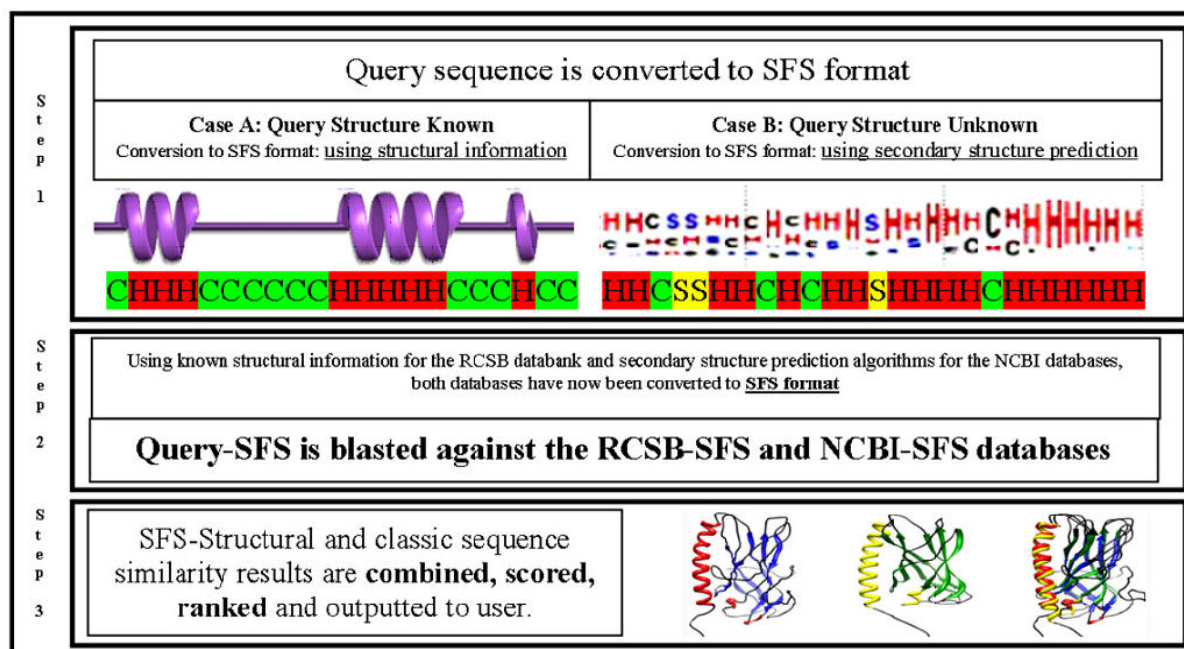 Step 1
Query sequence is converted to SFS format
Case A: Query Structure Known
Conversion to SFS format: using structural information
Case B: Query Structure Unknown
Conversion to SFS format: using secondary structure prediction
CHHHCCCCCCHHHHHCCCHCC
HHCSSHHCHCHHSHHHHCHHHHHH
Step 2
Using known structural information for the RCSB databank and secondary structure prediction algorithms for the NCBI databases,
both databases have now been converted to SFS format
Query-SFS is blasted against the RCSB-SFS and NCBI-SFS databases
Step 3
SFS-Structural and classic sequence
similarity results are combined, scored,
ranked and outputted to user.